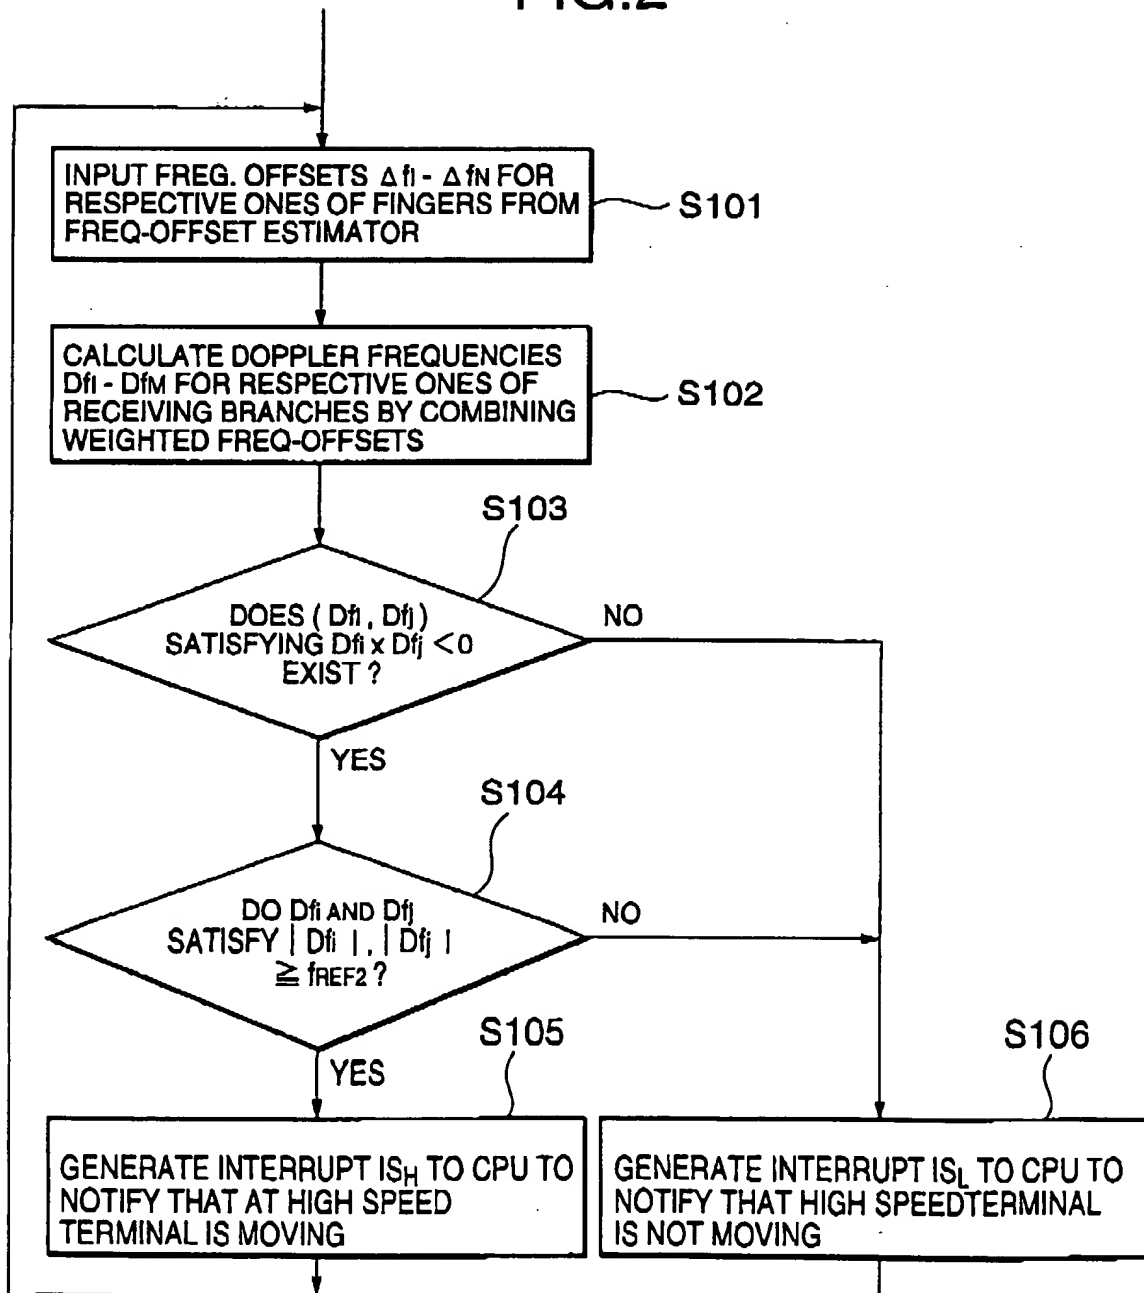 FIG.2
INPUT FREG. OFFSETS Δf1 - ΔfN FOR
RESPECTIVE ONES OF FINGERS FROM
FREQ-OFFSET ESTIMATOR
S101
CALCULATE DOPPLER FREQUENCIES
Df1 - DfM FOR RESPECTIVE ONES OF
RECEIVING BRANCHES BY COMBINING
WEIGHTED FREQ-OFFSETS
S102
S103
DOES ( Dfi , Dfj )
SATISFYING Dfi x Dfj <0
EXIST ?
NO
YES
S104
DO Dfi AND Dfj
SATISFY | Dfi | , | Dfj |
≧ fREF2 ?
NO
YES
S105
GENERATE INTERRUPT ISH TO CPU TO
NOTIFY THAT AT HIGH SPEED
TERMINAL IS MOVING
S106
GENERATE INTERRUPT ISL TO CPU TO
NOTIFY THAT HIGH SPEEDTERMINAL
IS NOT MOVING